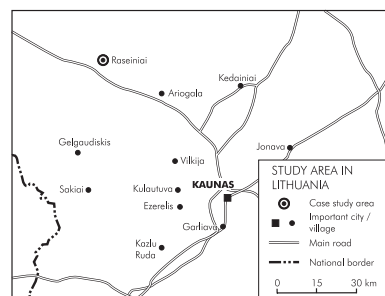 Raseiniai
Kedainiai
Ariogala
Gelgaudiskis
Vilkija
Jonava
Sakiai
Kulautuva
KAUNAS
Ezerelis
Garliava
Kazlu
Ruda
STUDY AREA IN
LITHUANIA
Case study area
Important city /
village
Main road
National border
0 15 30 km